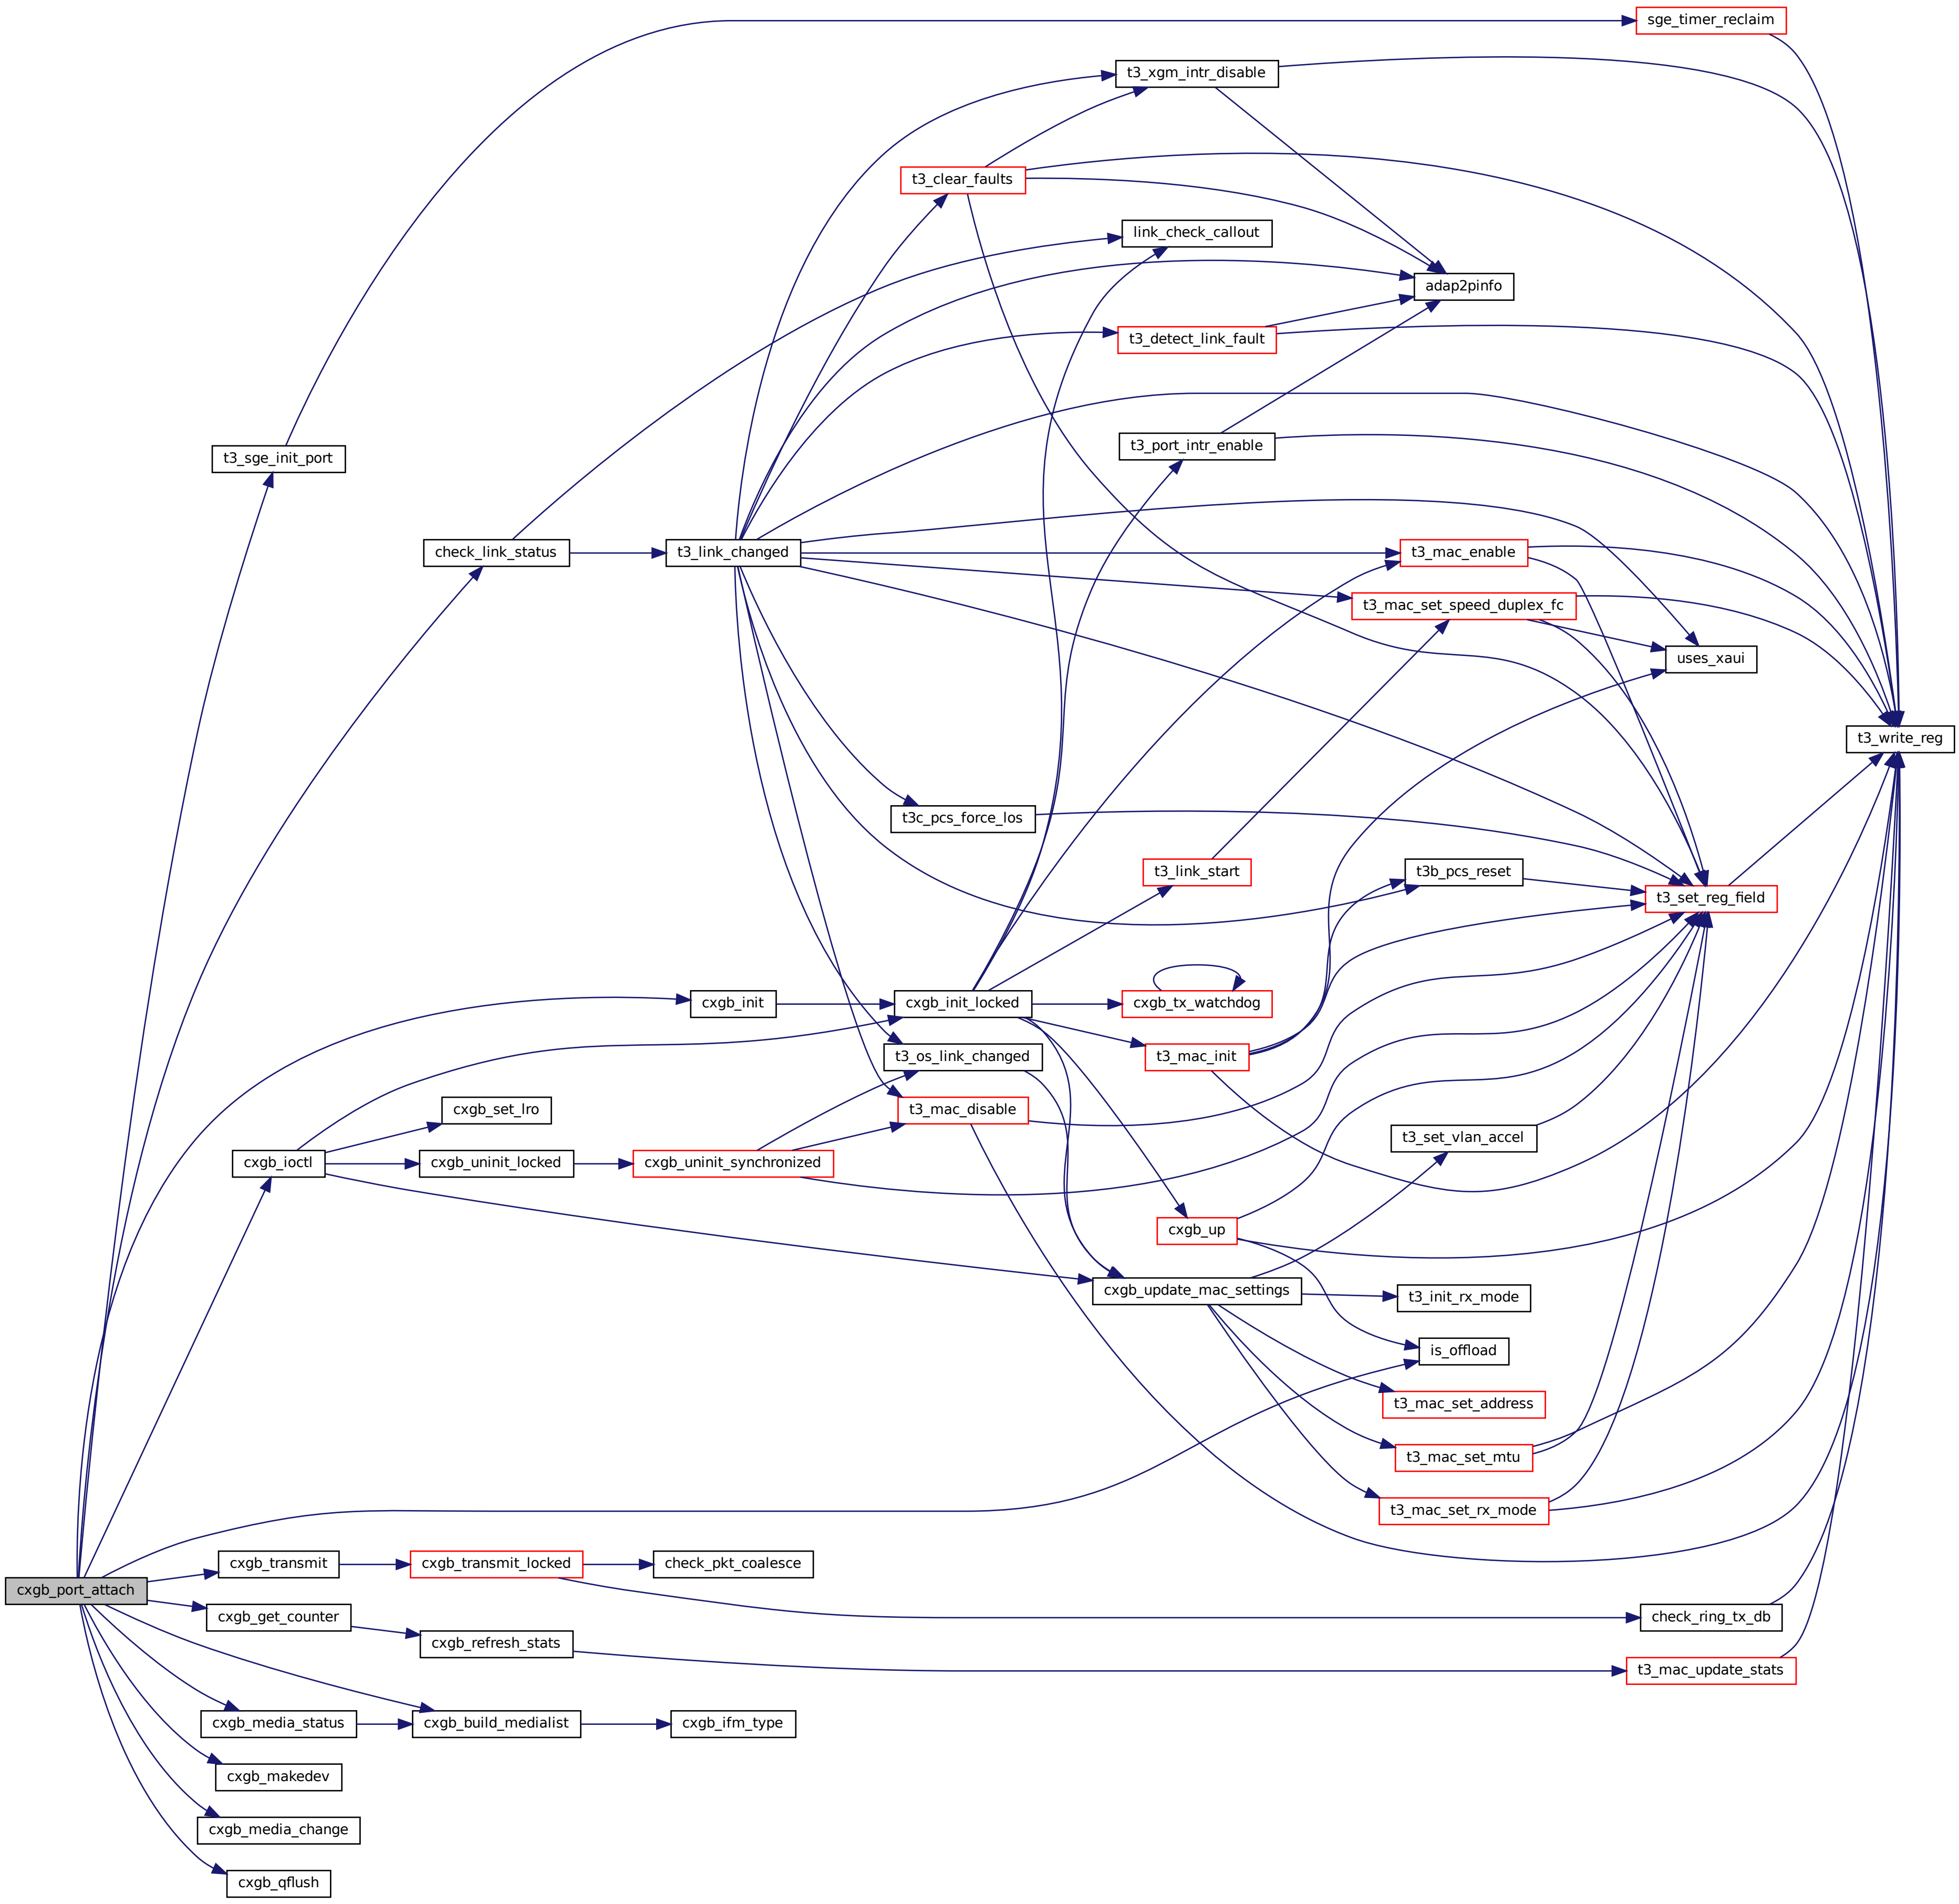 sge_timer_reclaim
t3_xgm_intr_disable
t3_clear_faults
link_check_callout
adap2pinfo
t3_detect_link_fault
t3_port_intr_enable
t3_sge_init_port
check_link_status
t3_link_changed
t3_mac_enable
t3_mac_set_speed_duplex_fc
uses_xaui
t3_write_reg
t3c_pcs_force_los
t3_link_start
t3b_pcs_reset
t3_set_reg_field
cxgb_init
cxgb_init_locked
cxgb_tx_watchdog
t3_os_link_changed
t3_mac_init
cxgb_set_lro
t3_mac_disable
t3_set_vlan_accel
cxgb_ioctl
cxgb_uninit_locked
cxgb_uninit_synchronized
cxgb_up
cxgb_update_mac_settings
t3_init_rx_mode
is_offload
t3_mac_set_address
t3_mac_set_mtu
t3_mac_set_rx_mode
cxgb_transmit
cxgb_transmit_locked
check_pkt_coalesce
cxgb_port_attach
cxgb_get_counter
check_ring_tx_db
cxgb_refresh_stats
t3_mac_update_stats
cxgb_media_status
cxgb_build_medialist
cxgb_ifm_type
cxgb_makedev
cxgb_media_change
cxgb_qflush